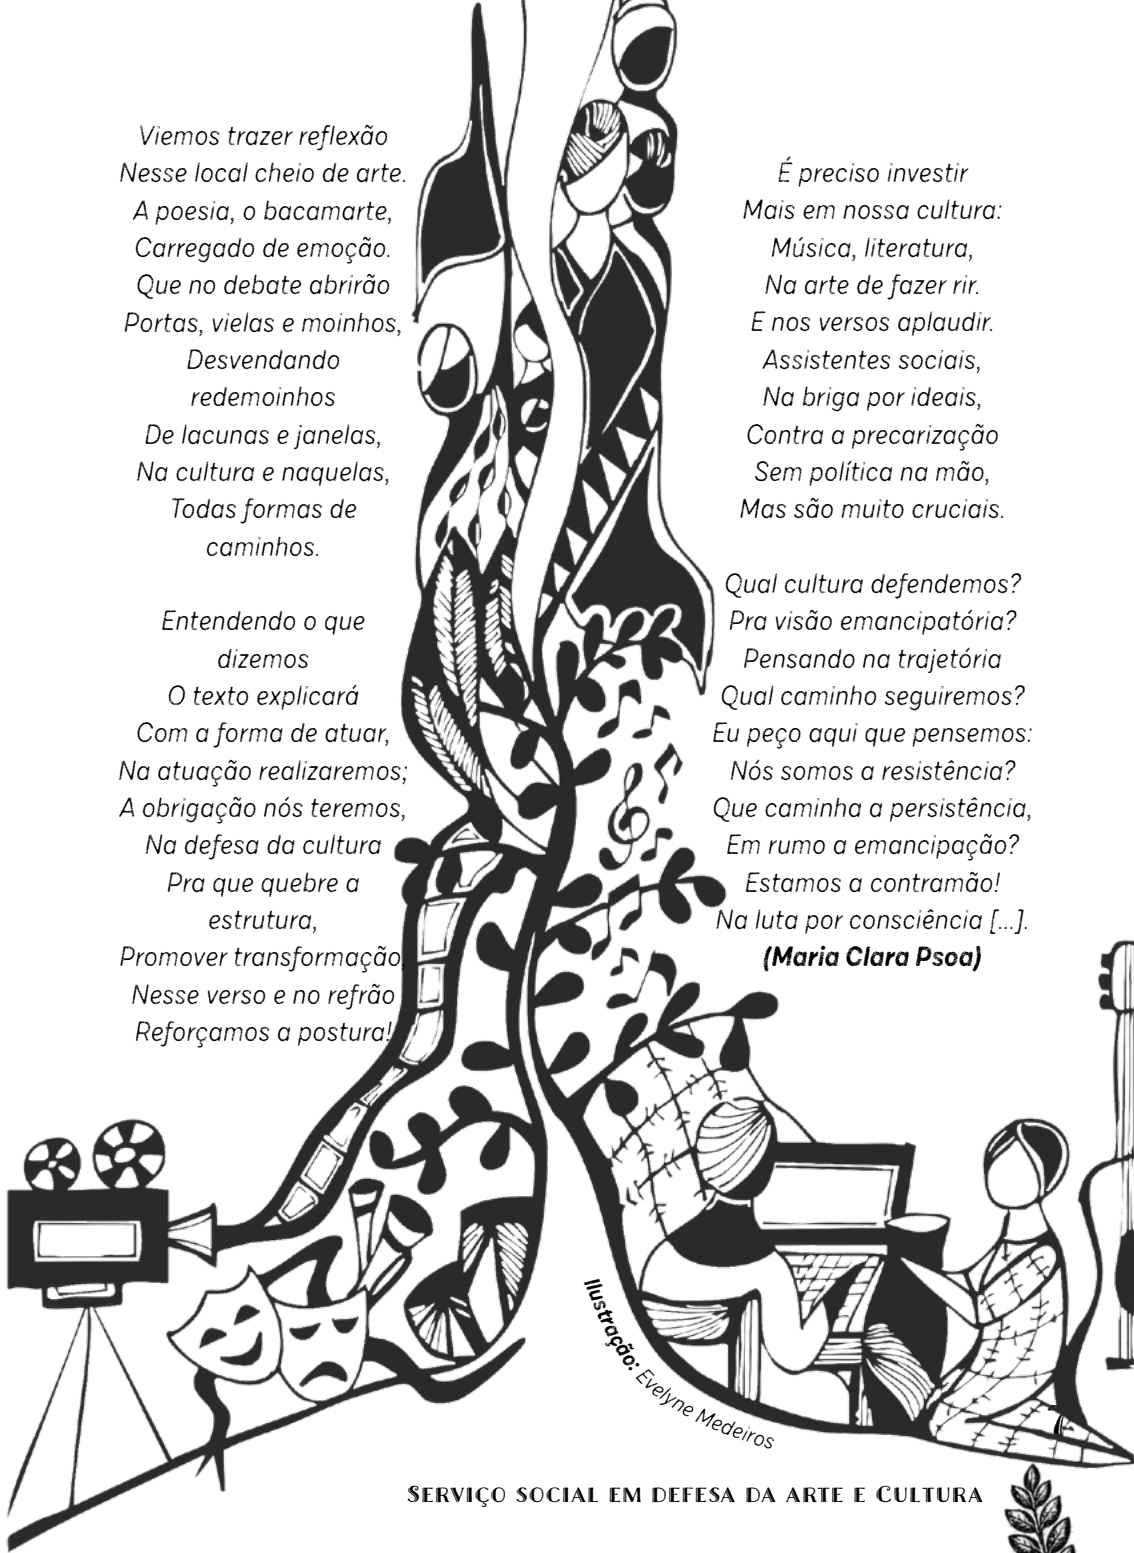 Viemos trazer reflexão
Nesse local cheio de arte.
A poesia, o bacamarte,
Carregado de emoção.
Que no debate abrirão
Portas, vielas e moinhos,
Desvendando
redemoinhos
De lacunas e janelas,
Na cultura e naquelas,
Todas formas de
caminhos.

Entendendo o que
dizemos
O texto explicará
Com a forma de atuar,
Na atuação realizaremos;
A obrigação nós teremos,
Na defesa da cultura
Pra que quebre a
estrutura,
Promover transformação
Nesse verso e no refrão
Reforçamos a postura!

É preciso investir
Mais em nossa cultura:
Música, literatura,
Na arte de fazer rir.
E nos versos aplaudir.
Assistentes sociais,
Na briga por ideais,
Contra a precarização
Sem política na mão,
Mas são muito cruciais.

Qual cultura defendemos?
Pra visão emancipatória?
Pensando na trajetória
Qual caminho seguiremos?
Eu peço aqui que pensemos:
Nós somos a resistência?
Que caminha a persistência,
Em rumo a emancipação?
Estamos a contramão!
Na luta por consciência [...].
(Maria Clara Psoa)

Ilustração: Evelyne Medeiros

Serviço social em defesa da arte e Cultura